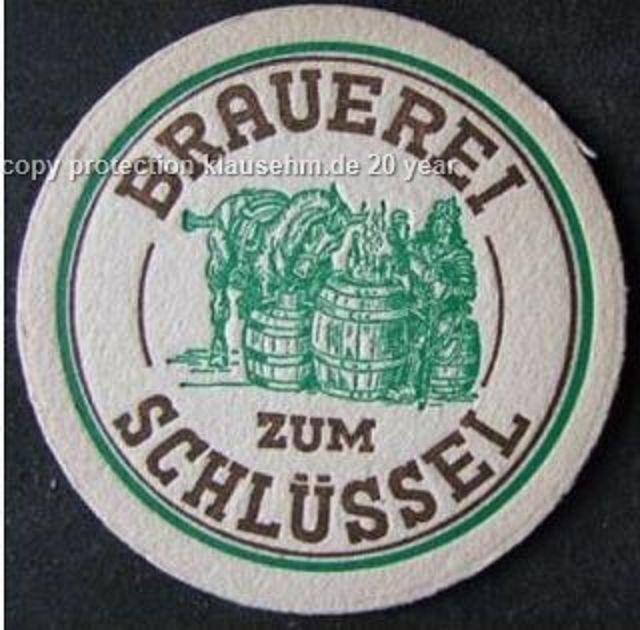 BRAUEREI
copy protection klausehm.de 20 year
ZUM
SCHLÜSSEL